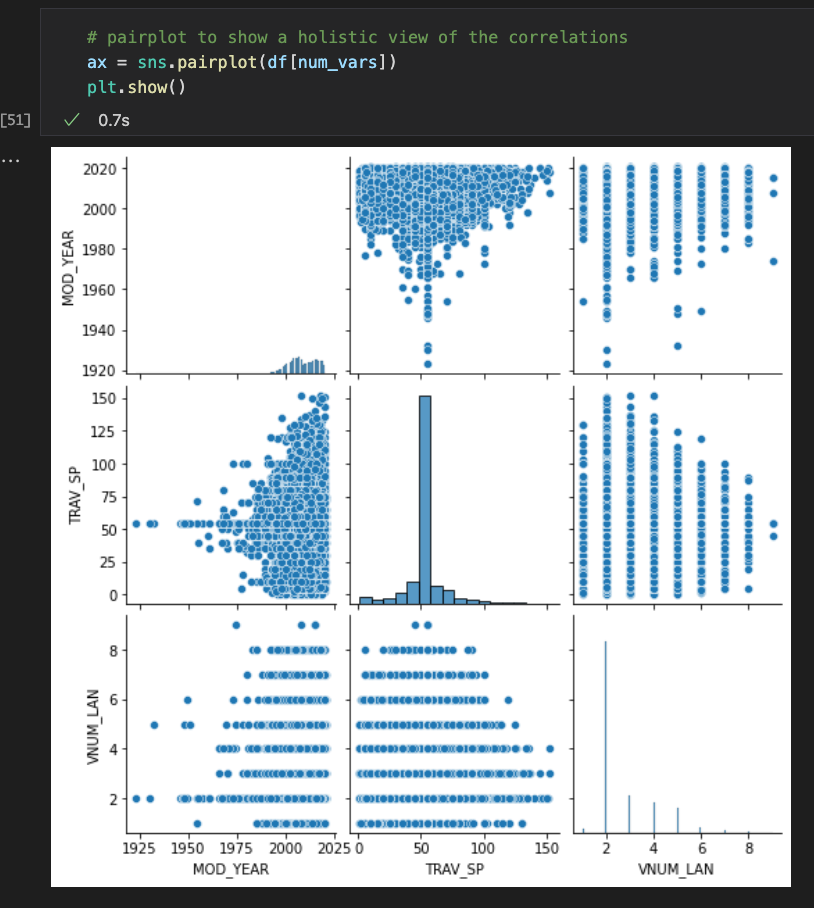 # pairplot to show a holistic view of the correlations
ax = sns.pairplot(df[num_vars])
plt.show()
[51]
0.7s
...
2020
2000
1980
1960
1940
1920
MOD_YEAR
150
125
100
75
50
25
0
TRAV_SP
8
6
4
2
VNUM_LAN
1925 1950 1975 2000 2025
MOD_YEAR
0 50 100 150
TRAV_SP
2 4 6 8
VNUM_LAN